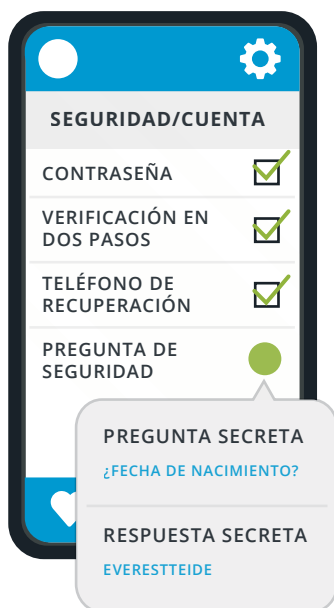 SEGURIDAD/CUENTA
CONTRASEÑA
VERIFICACIÓN EN
DOS PASOS
TELÉFONO DE
RECUPERACIÓN
PREGUNTA DE
SEGURIDAD
PREGUNTA SECRETA
¿FECHA DE NACIMIENTO?
RESPUESTA SECRETA
EVERESTTEIDE